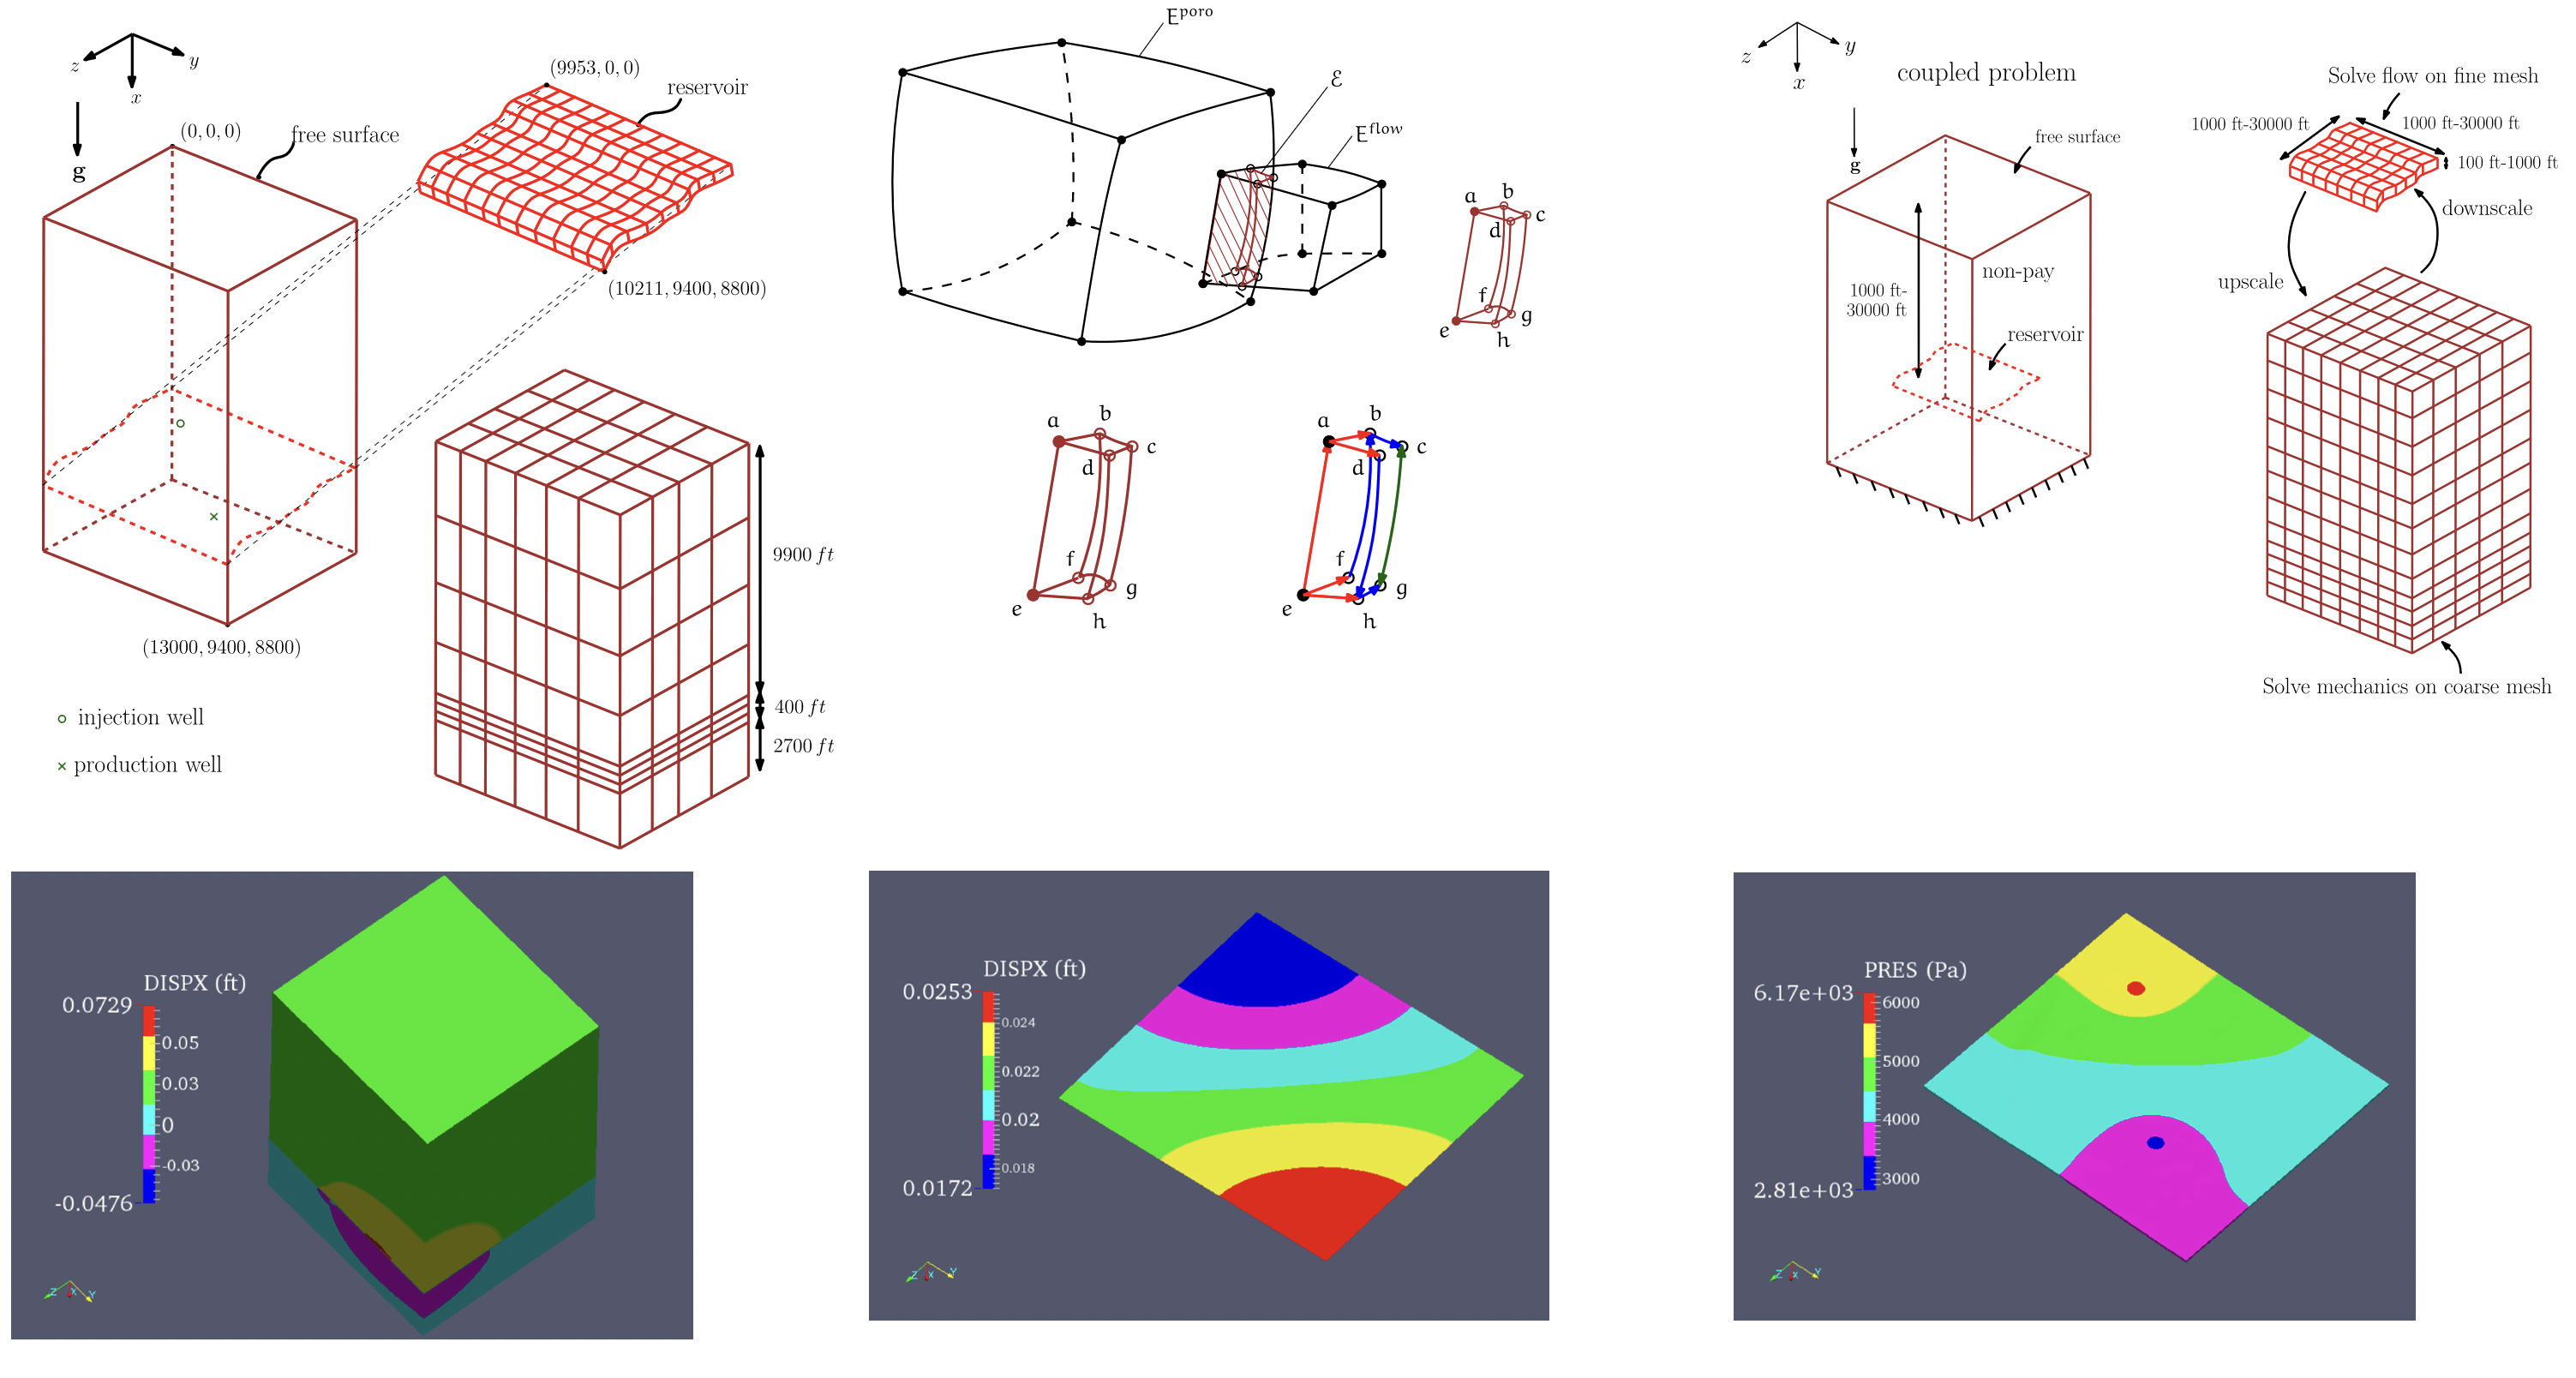 z
y
x
g
(0, 0, 0)
free surface
(9953, 0, 0)
reservoir
(10211, 9400, 8800)
(13000, 9400, 8800)
injection well
production well
9900 ft
400 ft
2700 ft
E^poro
ℰ
E^flow
a
b
c
d
e
f
g
h
a
b
c
d
e
f
g
h
a
b
c
d
e
f
g
h
z
y
x
g
coupled problem
free surface
1000 ft-
30000 ft
non-pay
reservoir
Solve flow on fine mesh
1000 ft-30000 ft
1000 ft-30000 ft
100 ft-1000 ft
downscale
upscale
Solve mechanics on coarse mesh
DISPX (ft)
0.0729
0.05
0.03
0
-0.03
-0.0476
Z
X
Y
DISPX (ft)
0.0253
0.024
0.022
0.02
0.018
0.0172
Z
X
Y
PRES (Pa)
6.17e+03
6000
5000
4000
3000
2.81e+03
Z
X
Y